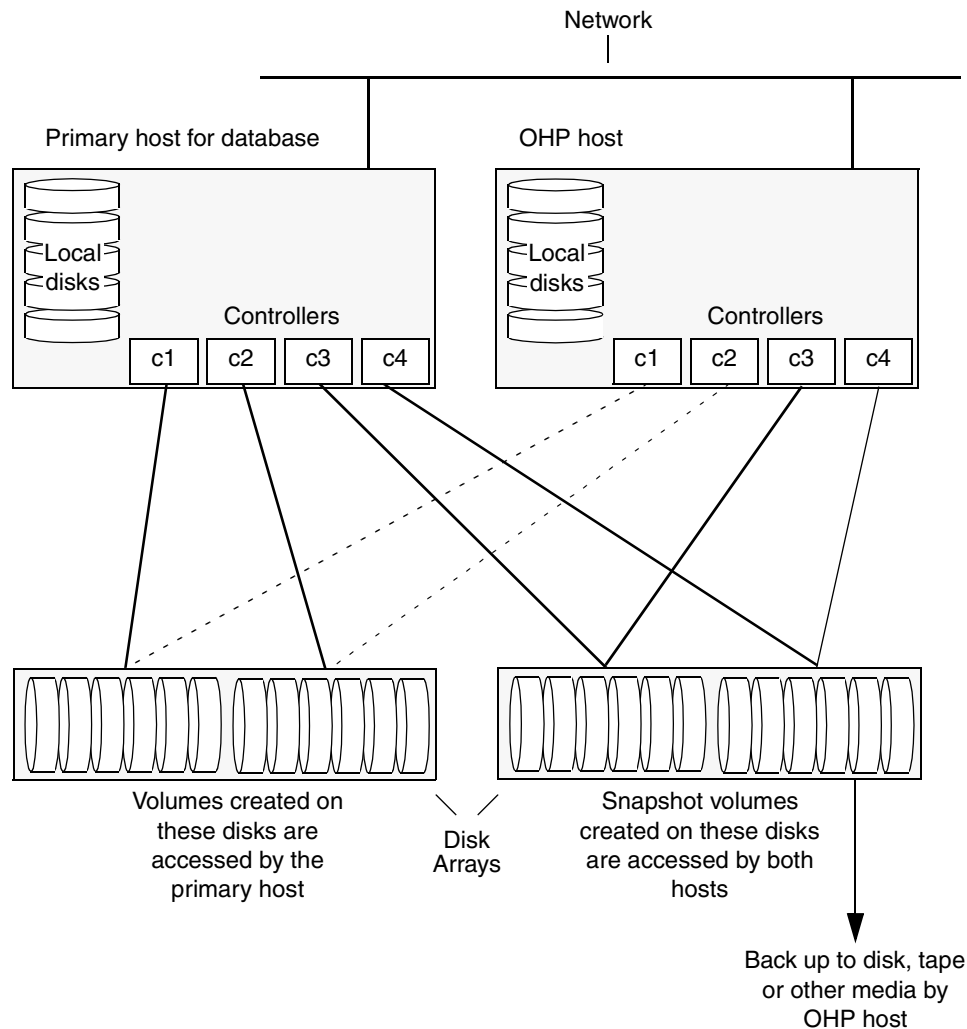 Network
Primary host for database
OHP host
Local
disks
Controllers
c1
c2
c3
c4
Local
disks
Controllers
c1
c2
c3
c4
Volumes created on
these disks are
accessed by the
primary host
Disk
Arrays
Snapshot volumes
created on these disks
are accessed by both
hosts
Back up to disk, tape
or other media by
OHP host